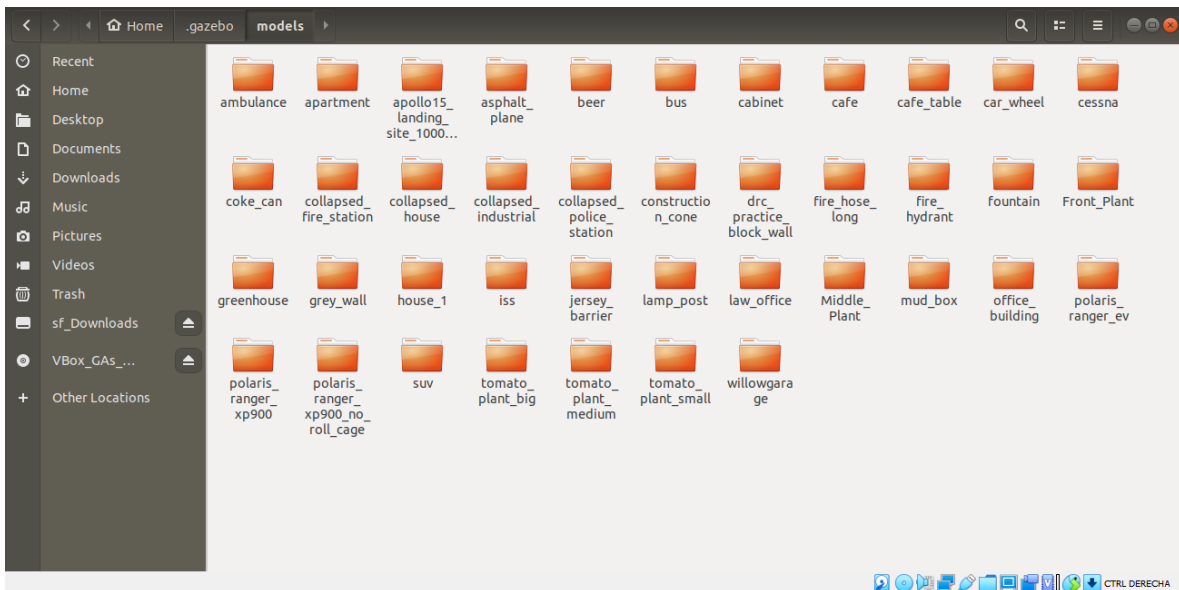 Home .gazebo models
Recent
Home
Desktop
Documents
Downloads
Music
Pictures
Videos
Trash
sf_Downloads
VBox_GAs_...
Other Locations
ambulance
apartment
apollo15_
landing_
site_1000...
asphalt_
plane
beer
bus
cabinet
cafe
cafe_table
car_wheel
cessna
coke_can
collapsed_
fire_station
collapsed_
house
collapsed_
industrial
collapsed_
police_
station
constructio
n_cone
drc_
practice_
block_wall
fire_hose_
long
fire_
hydrant
fountain
Front_Plant
greenhouse
grey_wall
house_1
iss
jersey_
barrier
lamp_post
law_office
Middle_
Plant
mud_box
office_
building
polaris_
ranger_ev
polaris_
ranger_
xp900
polaris_
ranger_
xp900_no_
roll_cage
suv
tomato_
plant_big
tomato_
plant_
medium
tomato_
plant_small
willowgara
ge
CTRL DERECHA